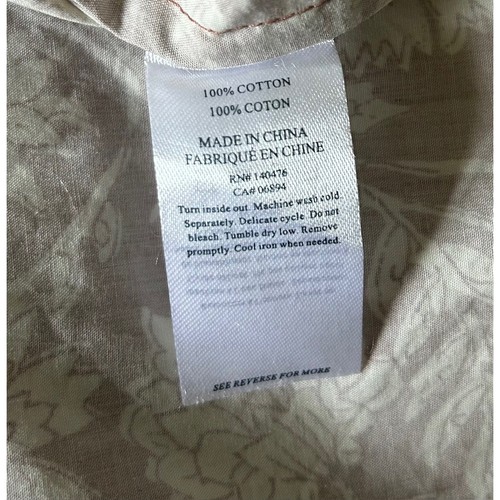 100% COTTON
100% COTON
MADE IN CHINA
FABRIQUÉ EN CHINE
RN# 140476
CA# 06894
Turn inside out. Machine wash cold.
Separately. Delicate cycle. Do not
bleach. Tumble dry low. Remove
promptly. Cool iron when needed.
SEE REVERSE FOR MORE